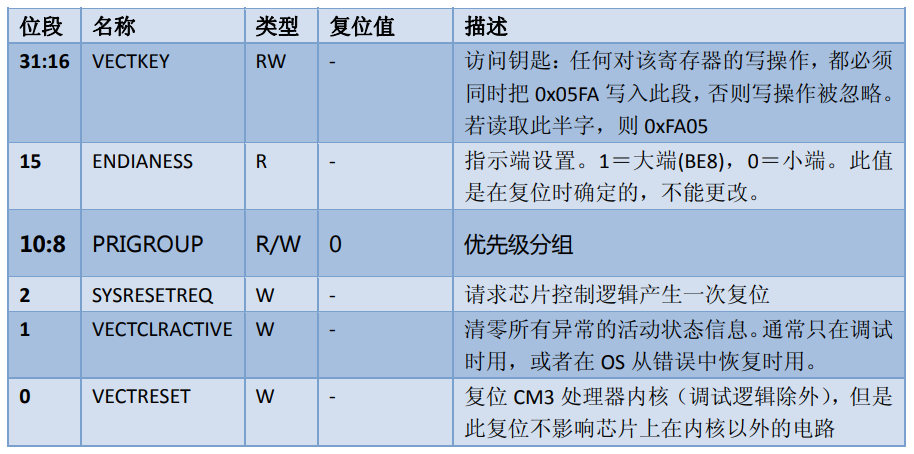 位段 名称 类型 复位值 描述
31:16 VECTKEY RW - 访问钥匙：任何对该寄存器的写操作，都必须
同时把 0x05FA 写入此段，否则写操作被忽略。
若读取此半字，则 0xFA05
15 ENDIANESS R - 指示端设置。1＝大端(BE8)，0＝小端。此值
是在复位时确定的，不能更改。
10:8 PRIGROUP R/W 0 优先级分组
2 SYSRESETREQ W - 请求芯片控制逻辑产生一次复位
1 VECTCLRACTIVE W - 清零所有异常的活动状态信息。通常只在调试
时用，或者在 OS 从错误中恢复时用。
0 VECTRESET W - 复位 CM3 处理器内核（调试逻辑除外），但是
此复位不影响芯片上在内核以外的电路